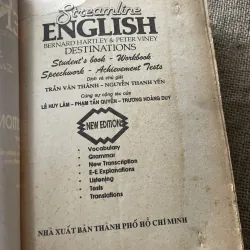 Streamline
ENGLISH
BERNARD HARTLEY & PETER VINEY
DESTINATIONS
Student's book - Workbook
Speechwork - Achievement Tests
Dịch và chú giải
TRẦN VĂN THÀNH - NGUYỄN THANH YẾN
Cùng sự cộng tác của
LÊ HUY LÂM - PHẠM TẤN QUYỀN - TRƯƠNG HOÀNG DUY
NEW EDITION
Vocabulary
Grammar
New Transcription
E-E Explanations
Listening
Tests
Translations
NHÀ XUẤT BẢN THÀNH PHỐ HỒ CHÍ MINH